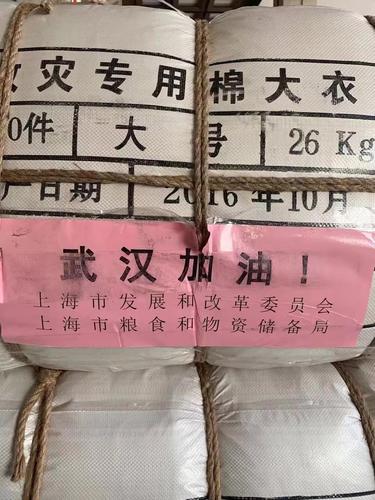 救灾专用棉大衣
0件 大号 26 Kg
产日期 2016年10月
武汉加油！
上海市发展和改革委员会
上海市粮食和物资储备局